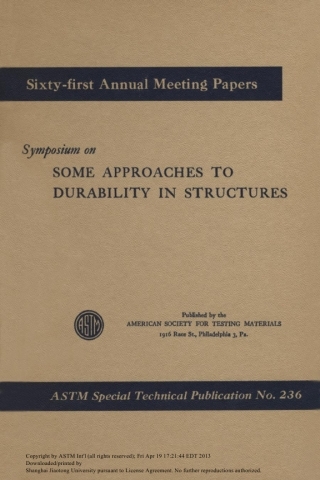 Sixty-first Annual Meeting Papers
Symposium on
SOME APPROACHES TO
DURABILITY IN STRUCTURES
ASTM
Published by the
AMERICAN SOCIETY FOR TESTING MATERIALS
1916 Race St., Philadelphia 3, Pa.
ASTM Special Technical Publication No. 236
Copyright by ASTM Int'l (all rights reserved); Fri Apr 19 17:21:44 EDT 2013
Downloaded/printed by
Shanghai Jiaotong University pursuant to License Agreement. No further reproductions authorized.